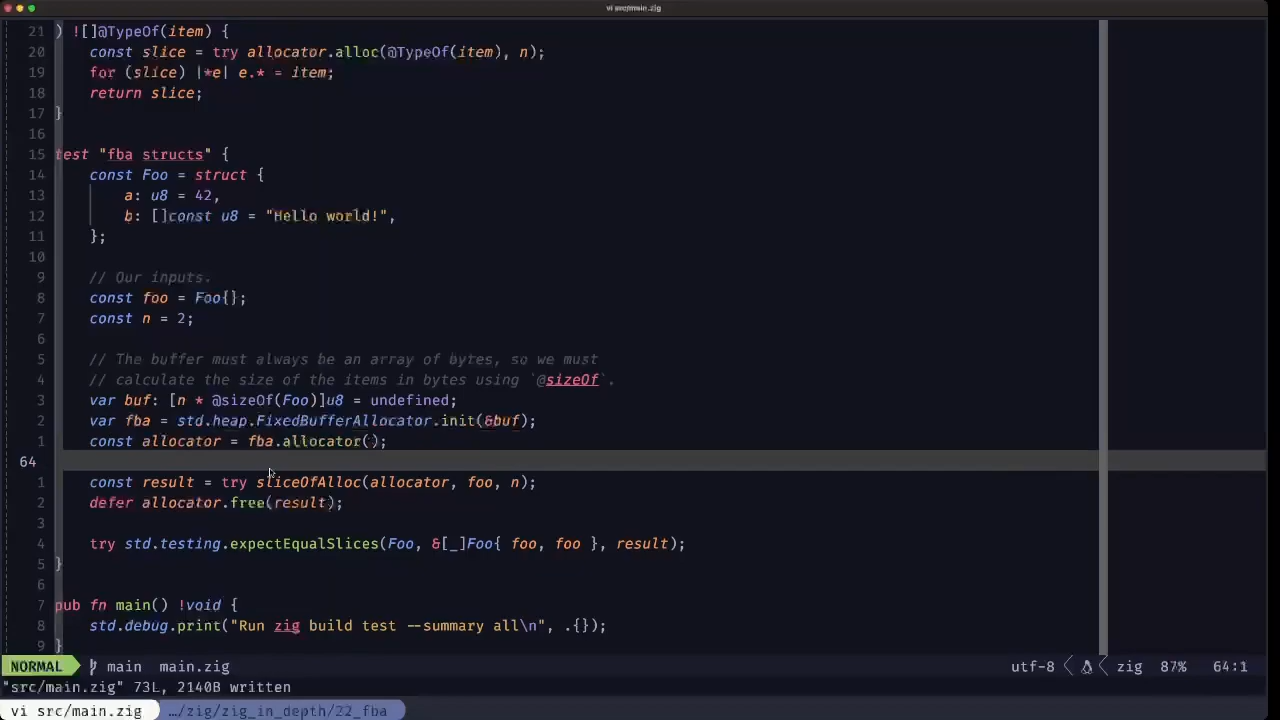 vi src/main.zig
21 ) ![]@TypeOf(item) {
20 const slice = try allocator.alloc(@TypeOf(item), n);
19 for (slice) |*e| e.* = item;
18 return slice;
17 }
16
15 test "fba structs" {
14 const Foo = struct {
13 a: u8 = 42,
12 b: []const u8 = "Hello world!",
11 };
10
9 // Our inputs.
8 const foo = Foo{};
7 const n = 2;
6
5 // The buffer must always be an array of bytes, so we must
4 // calculate the size of the items in bytes using `@sizeOf`.
3 var buf: [n * @sizeOf(Foo)]u8 = undefined;
2 var fba = std.heap.FixedBufferAllocator.init(&buf);
1 const allocator = fba.allocator();
64
1 const result = try sliceOfAlloc(allocator, foo, n);
2 defer allocator.free(result);
3
4 try std.testing.expectEqualSlices(Foo, &[_]Foo{ foo, foo }, result);
5 }
6
7 pub fn main() !void {
8 std.debug.print("Run zig build test --summary all\n", .{});
9 }
NORMAL main main.zig utf-8 zig 87% 64:1
"src/main.zig" 73L, 2140B written
vi src/main.zig …/zig/zig_in_depth/22_fba